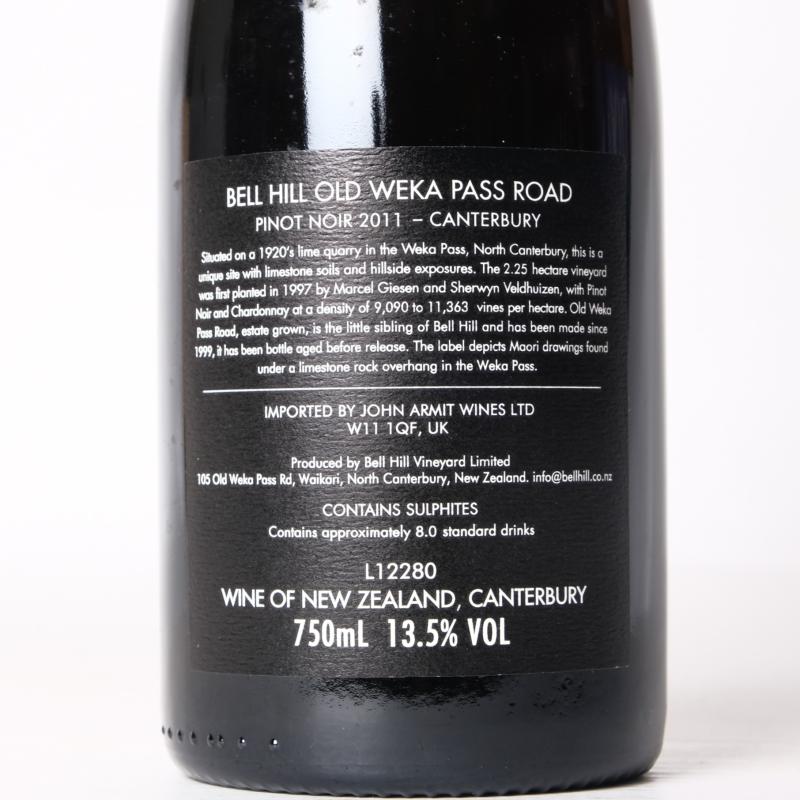 BELL HILL OLD WEKA PASS ROAD
PINOT NOIR 2011 – CANTERBURY
Situated on a 1920's lime quarry in the Weka Pass, North Canterbury, this is a
unique site with limestone soils and hillside exposures. The 2.25 hectare vineyard
was first planted in 1997 by Marcel Giesen and Sherwyn Veldhuizen, with Pinot
Noir and Chardonnay at a density of 9,090 to 11,363 vines per hectare. Old Weka
Pass Road, estate grown, is the little sibling of Bell Hill and has been made since
1999, it has been bottle aged before release. The label depicts Maori drawings found
under a limestone rock overhang in the Weka Pass.
IMPORTED BY JOHN ARMIT WINES LTD
W11 1QF, UK
Produced by Bell Hill Vineyard Limited
105 Old Weka Pass Rd, Waikari, North Canterbury, New Zealand. info@bellhill.co.nz
CONTAINS SULPHITES
Contains approximately 8.0 standard drinks
L12280
WINE OF NEW ZEALAND, CANTERBURY
750mL 13.5% VOL